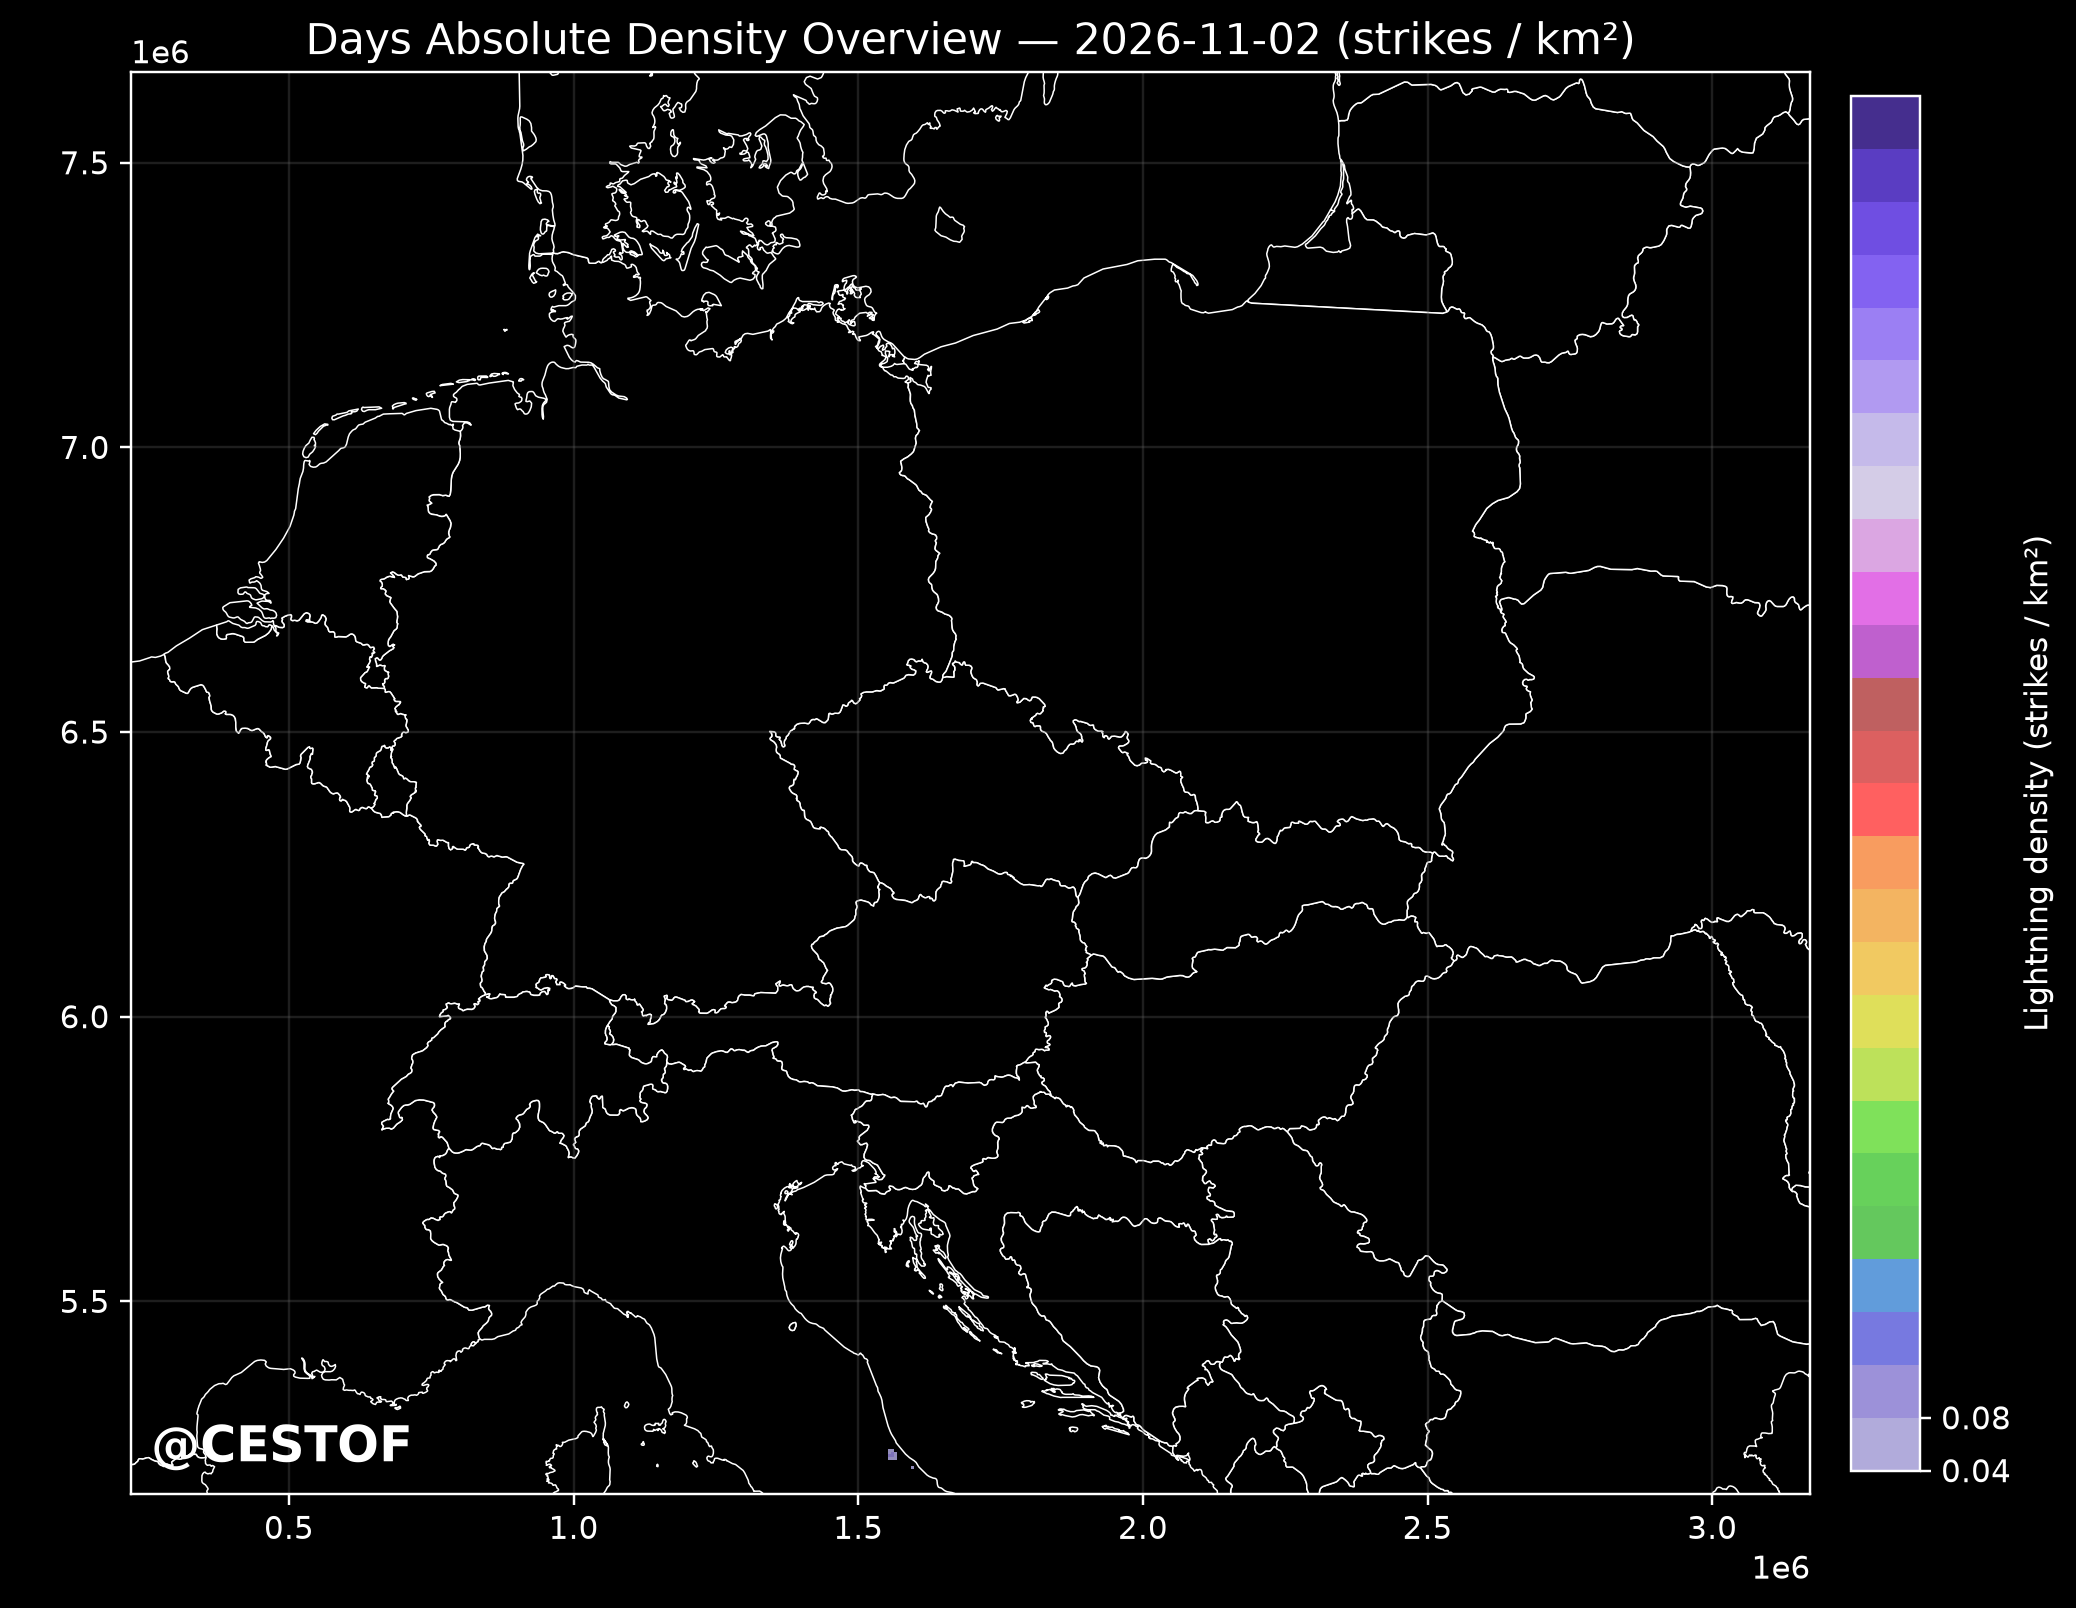 Days Absolute Density Overview — 2026-11-02 (strikes / km²)
1e6
7.5
7.0
6.5
6.0
5.5
@CESTOF
0.5
1.0
1.5
2.0
2.5
3.0
1e6
0.08
0.04
Lightning density (strikes / km²)